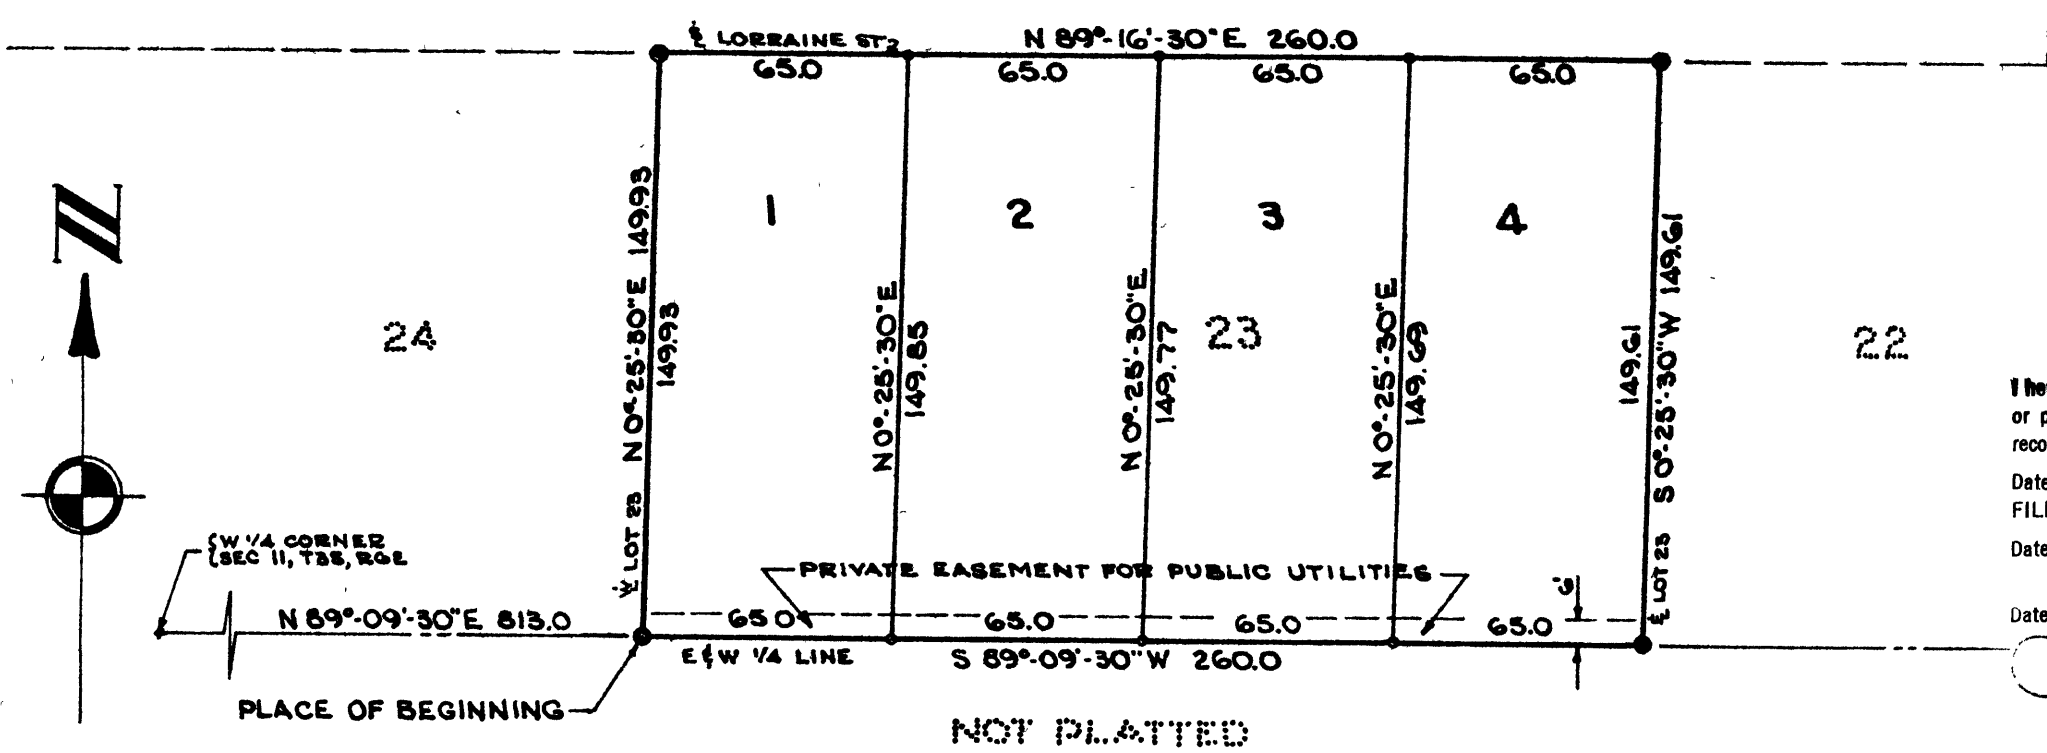 ℄ LORRAINE ST.
N 89°-16'-30"E 260.0
65.0 65.0 65.0 65.0
N
1 2 3 4
24 23 22
N 0°-25'-30"E 149.93
149.93
N 0°-25'-30"E
149.85
N 0°-25'-30"E
149.77
N 0°-25'-30"E
149.69
149.61
S 0°-25'-30"W 149.61
LOT 23
LOT 23
W 1/4 CORNER
SEC 11, T3S, R6E
N 89°-09'-30"E 813.0
PRIVATE EASEMENT FOR PUBLIC UTILITIES
6'
65.0 65.0 65.0 65.0
E & W 1/4 LINE
S 89°-09'-30"W 260.0
PLACE OF BEGINNING
NOT PLATTED
or p
reco
Date
FIL
Date
Date